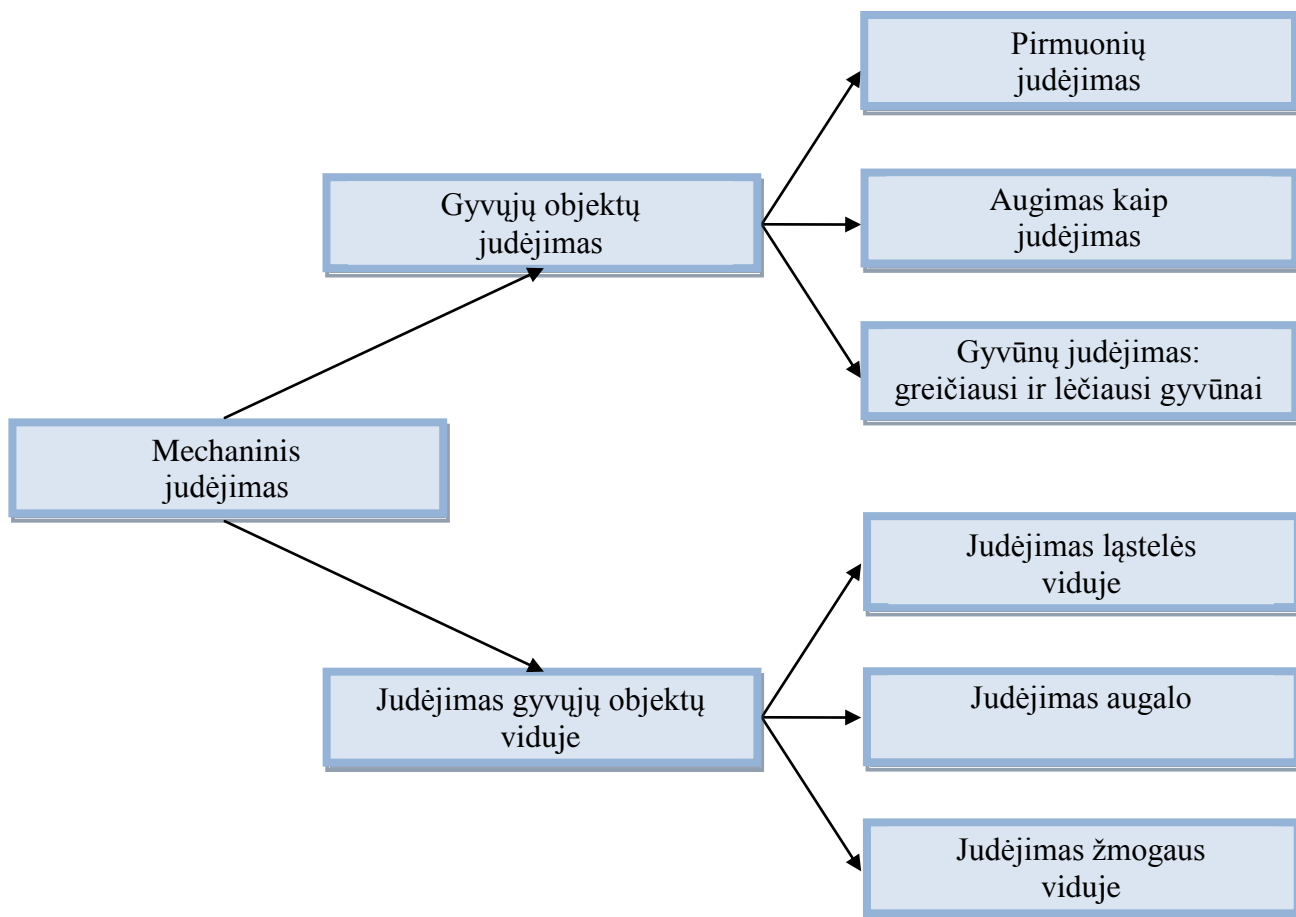 Pirmuonių
judėjimas
Gyvųjų objektų
judėjimas
Augimas kaip
judėjimas
Gyvūnų judėjimas:
greičiausi ir lėčiausi gyvūnai
Mechaninis
judėjimas
Judėjimas ląstelės
viduje
Judėjimas gyvųjų objektų
viduje
Judėjimas augalo
Judėjimas žmogaus
viduje